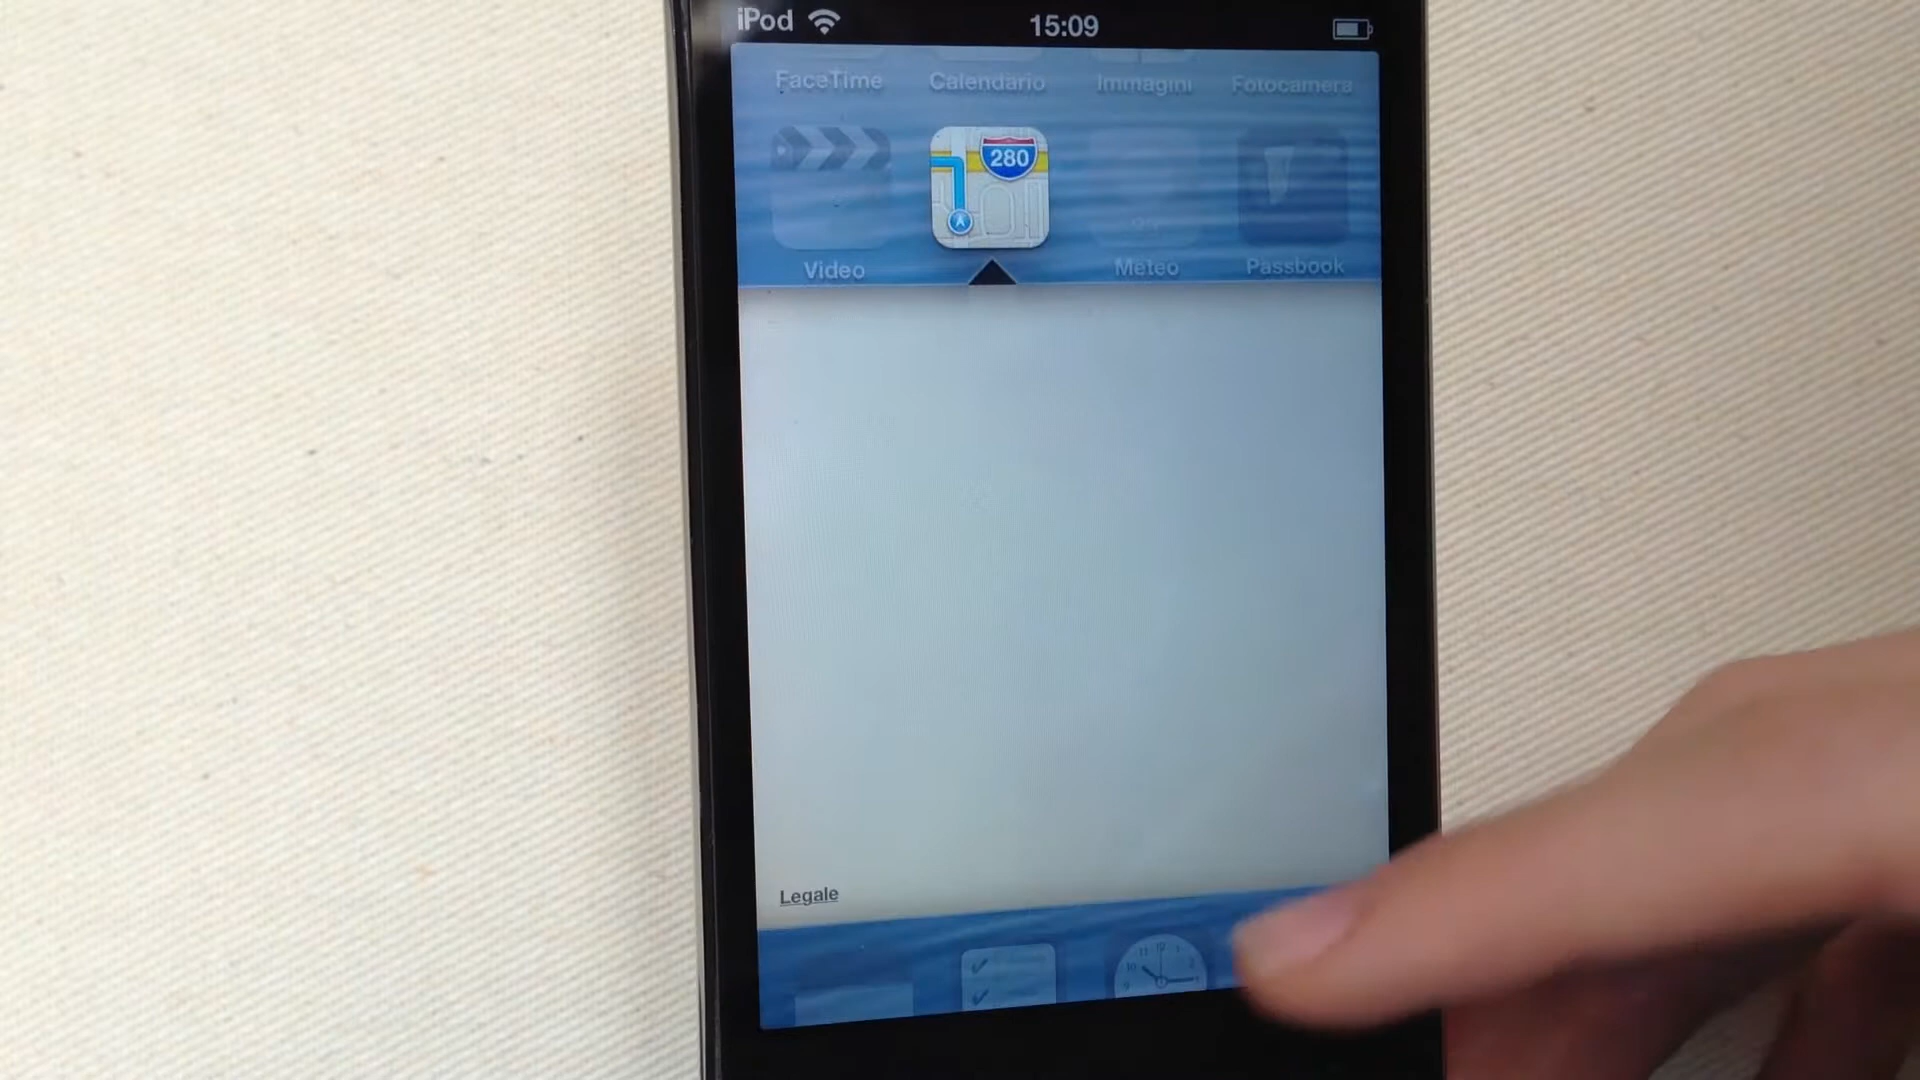 iPod 15:09
FaceTime Calendario Immagini Fotocamera
280
Video Meteo Passbook
Legale